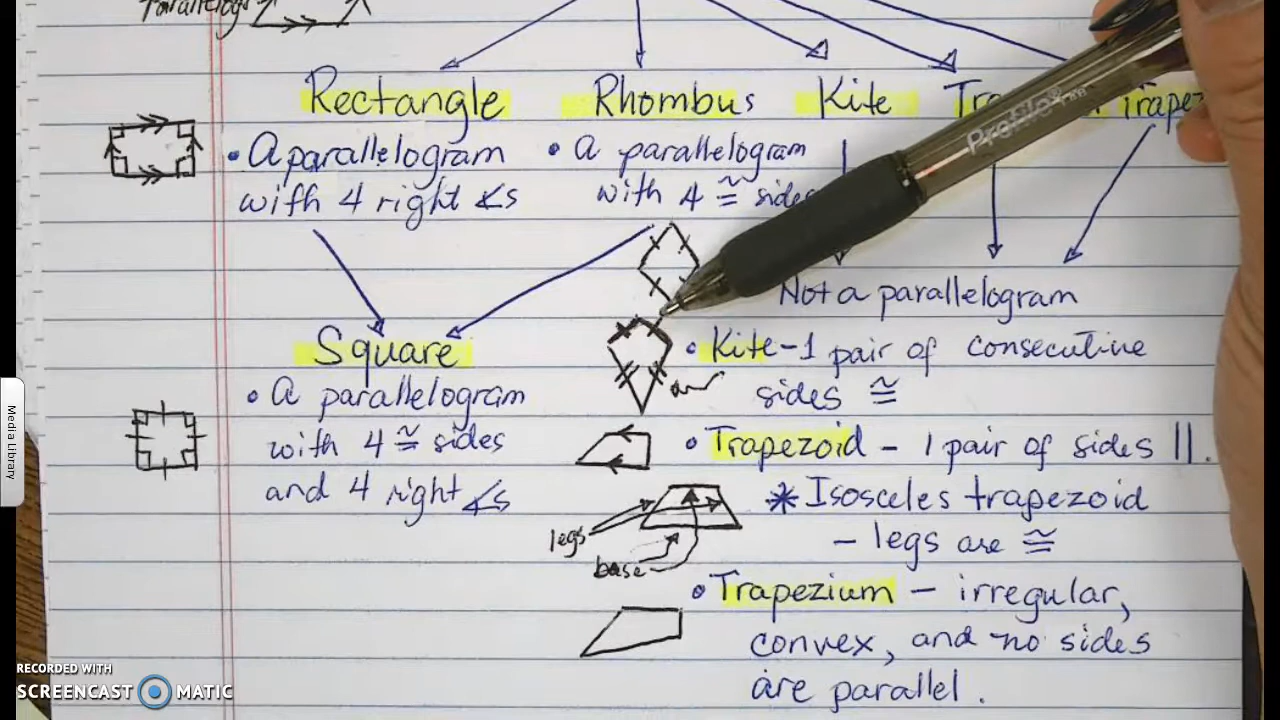 Parallelogs
Rectangle
Rhombus
Kite
• A parallelogram
with 4 right ∡s
• A parallelogram
with 4 ≅ sides
Not a parallelogram
Square
• A parallelogram
with 4 ≅ sides
and 4 right ∡s
• Kite - 1 pair of consecutive
sides ≅
• Trapezoid - 1 pair of sides ||.
* Isosceles trapezoid
- legs are ≅
legs
base
• Trapezium - irregular,
convex, and no sides
are parallel.
PROFILE
Media Library
RECORDED WITH
SCREENCAST MATIC